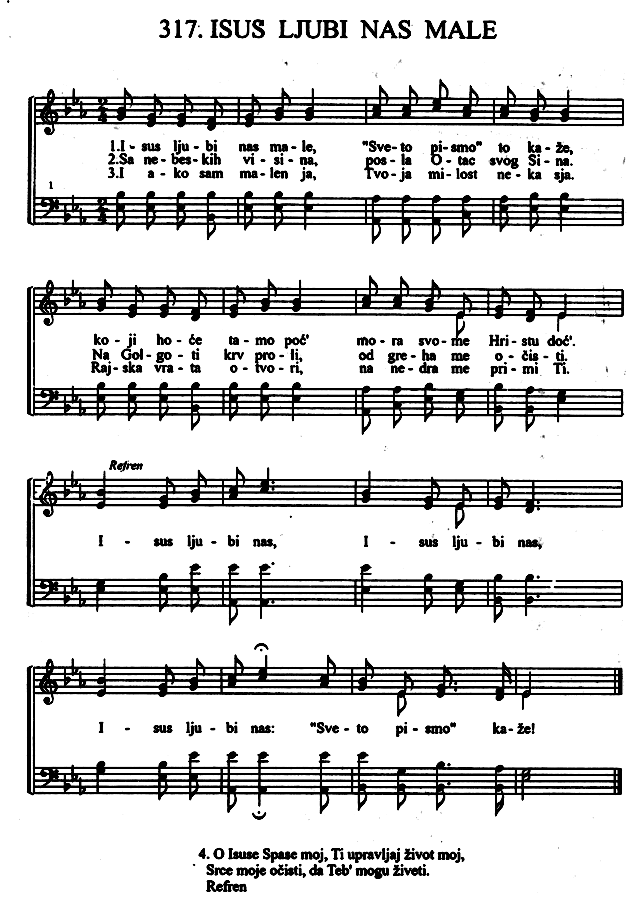 317. ISUS LJUBI NAS MALE
1.I - sus lju - bi nas ma - le, "Sve - to pi - smo" to ka - že,
2.Sa ne - bes - kih vi - si - na, pos - la O - tac svog Si - na.
3.I a - ko sam ma - len ja, Tvo - ja mi - lost ne - ka sja.
1
ko - ji ho - će ta - mo poć' mo - ra svo - me Hri - stu doć'.
Na Gol - go - ti krv pro - li, od gre - ha me o - čis - ti.
Raj - ska vra - ta o - tvo - ri, na ne - dra me pri - mi Ti.
Refren
I - sus lju - bi nas, I - sus lju - bi nas,
I - sus lju - bi nas: "Sve - to pi - smo" ka - že!
4. O Isuse Spase moj, Ti upravljaj život moj,
Srce moje očisti, da Teb' mogu živeti.
Refren